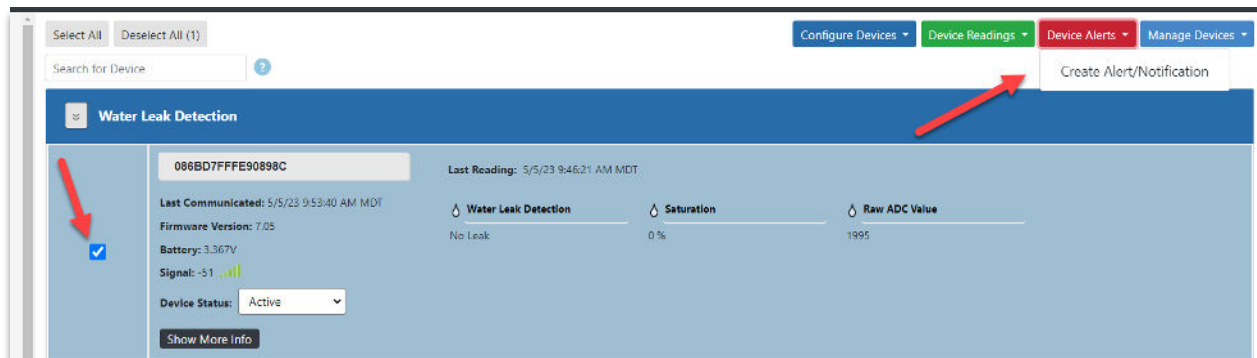 Select All Deselect All (1) Configure Devices Device Readings Device Alerts Manage Devices
Search for Device ? Create Alert/Notification
Water Leak Detection
086BD7FFFE90898C Last Reading: 5/5/23 9:46:21 AM MDT
Last Communicated: 5/5/23 9:53:40 AM MDT Water Leak Detection Saturation Raw ADC Value
Firmware Version: 7.05
No Leak 0 % 1995
Battery: 3.367V
Signal: -51
Device Status: Active
Show More Info